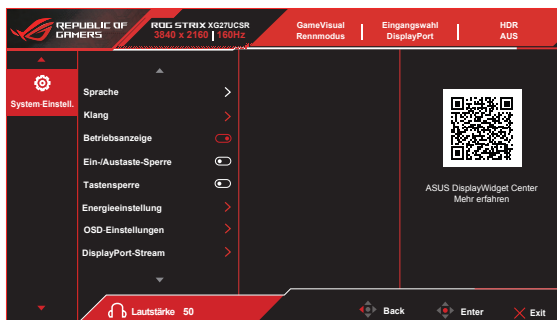 REPUBLIC OF
GAMERS
ROG STRIX XG27UCSR
3840 x 2160 160Hz
GameVisual
Rennmodus
Eingangswahl
DisplayPort
HDR
AUS
System-Einstell.
Sprache
Klang
Betriebsanzeige
Ein-/Austaste-Sperre
Tastensperre
Energieeinstellung
OSD-Einstellungen
DisplayPort-Stream
ASUS DisplayWidget Center
Mehr erfahren
Lautstärke 50
Back
Enter
Exit